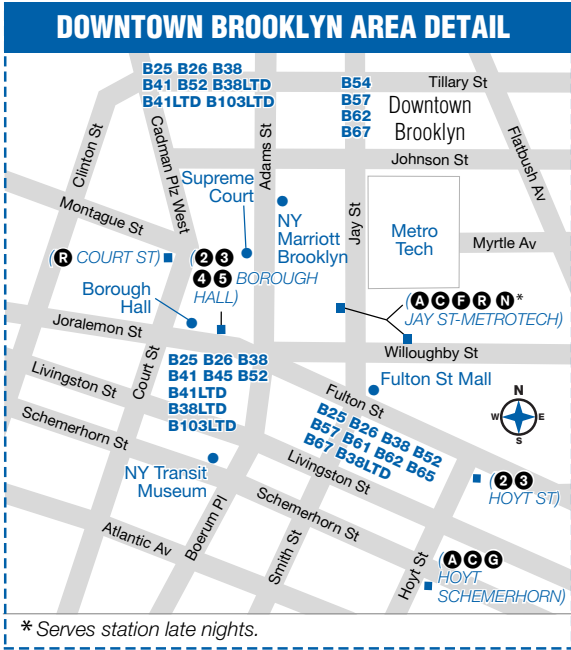 DOWNTOWN BROOKLYN AREA DETAIL
B25 B26 B38
B41 B52 B38LTD
B41LTD B103LTD
B54
B57
B62
B67
Tillary St
Downtown
Brooklyn
Johnson St
Flatbush Av
Clinton St
Cadman Plz West
Adams St
Jay St
Montague St
Supreme
Court
NY
Marriott
Brooklyn
Metro
Tech
Myrtle Av
(R COURT ST)
(2 3
4 5 BOROUGH
HALL)
(A C F R N*
JAY ST-METROTECH)
Borough
Hall
Joralemon St
Willoughby St
Court St
B25 B26 B38
B41 B45 B52
B41LTD
B38LTD
B103LTD
Fulton St Mall
Fulton St
N
W E
S
Livingston St
Schemerhorn St
B25 B26 B38 B52
B57 B61 B62 B65
B67 B38LTD
Livingston St
NY Transit
Museum
(2 3
HOYT ST)
Schemerhorn St
Atlantic Av
Boerum Pl
Smith St
Hoyt St
(A C G
HOYT
SCHEMERHORN)
* Serves station late nights.